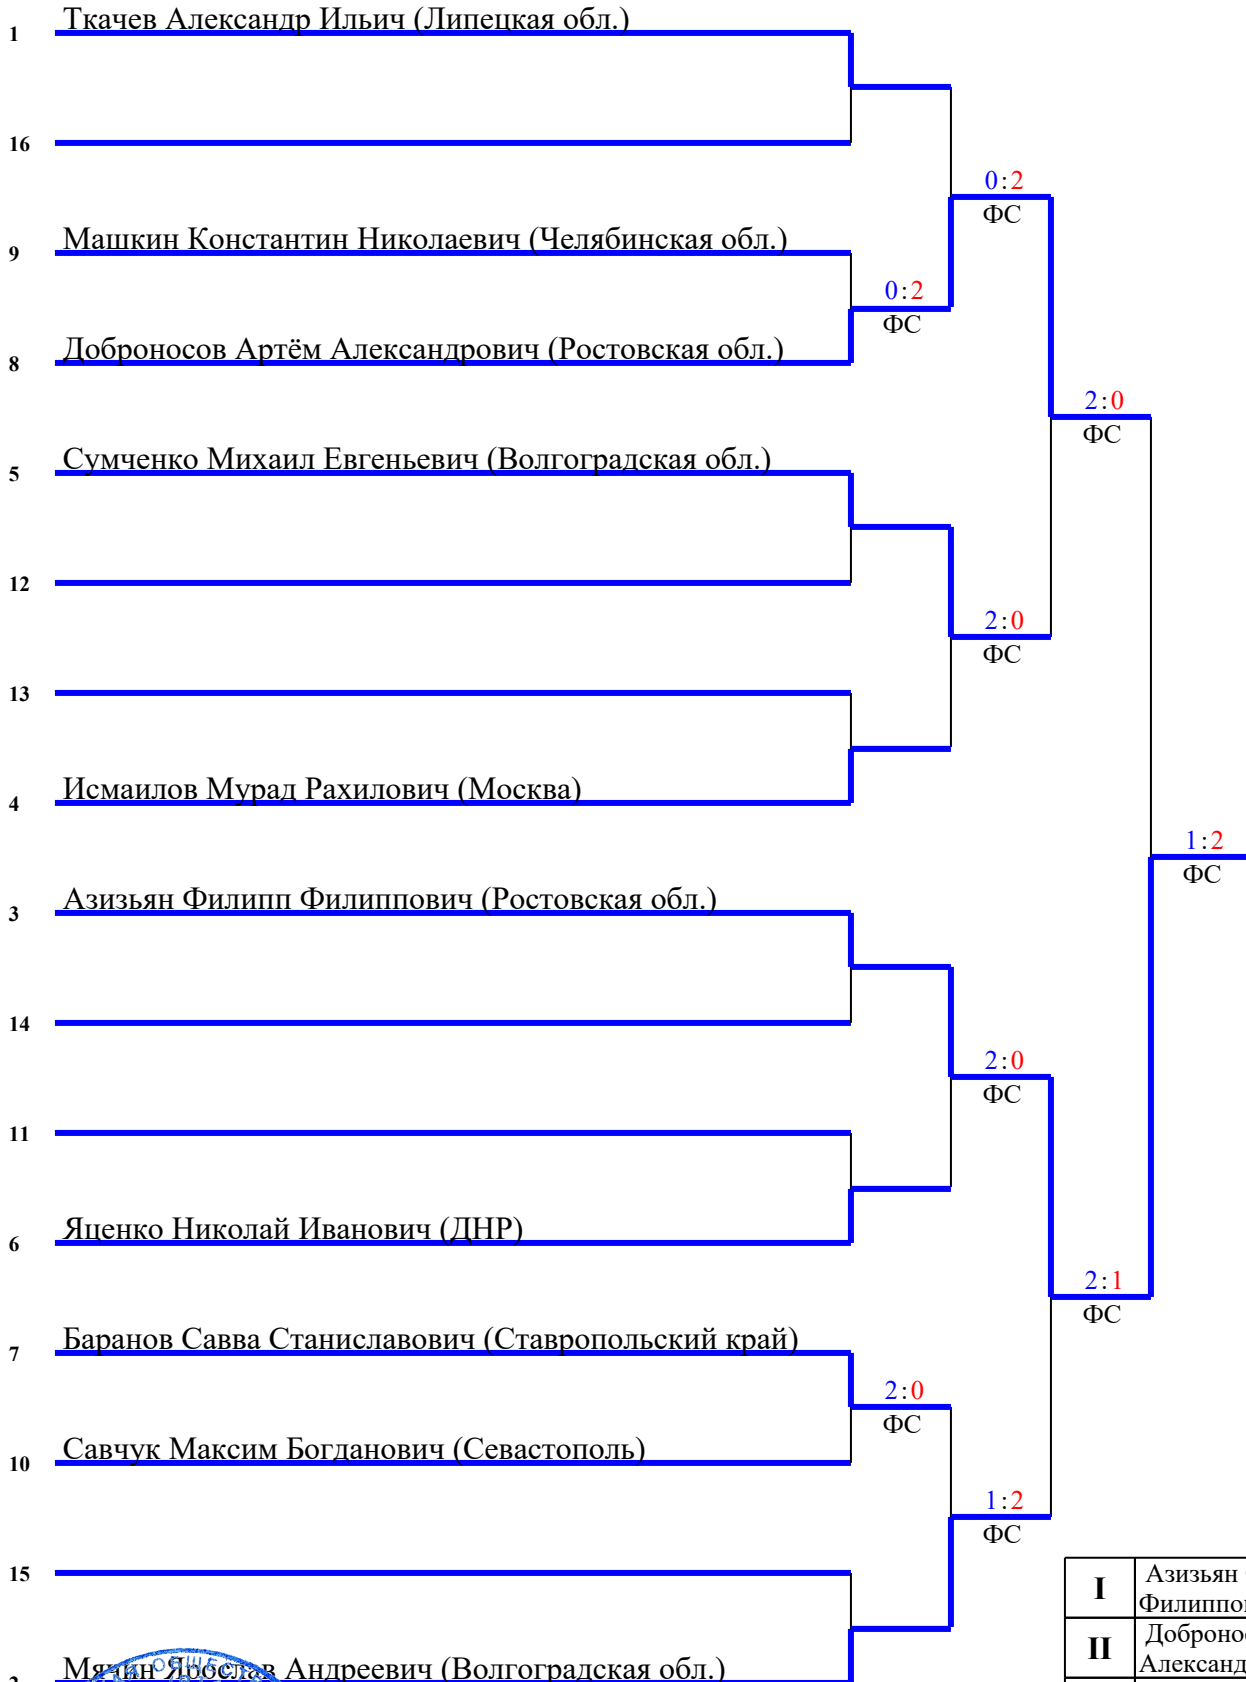 Ткачев Александр Ильич (Липецкая обл.)
1
16
0:2
ФС
Машкин Константин Николаевич (Челябинская обл.)
9
0:2
ФС
Доброносов Артём Александрович (Ростовская обл.)
8
2:0
ФС
Сумченко Михаил Евгеньевич (Волгоградская обл.)
5
12
2:0
ФС
13
Исмаилов Мурад Рахилович (Москва)
4
1:2
ФС
Азизьян Филипп Филиппович (Ростовская обл.)
3
14
2:0
ФС
11
Яценко Николай Иванович (ДНР)
6
2:1
ФС
Баранов Савва Станиславович (Ставропольский край)
7
2:0
ФС
Савчук Максим Богданович (Севастополь)
10
1:2
ФС
15
I Азизьян
Филиппов
II Доброно
Александ
Андреевич (Волгоградская обл.)